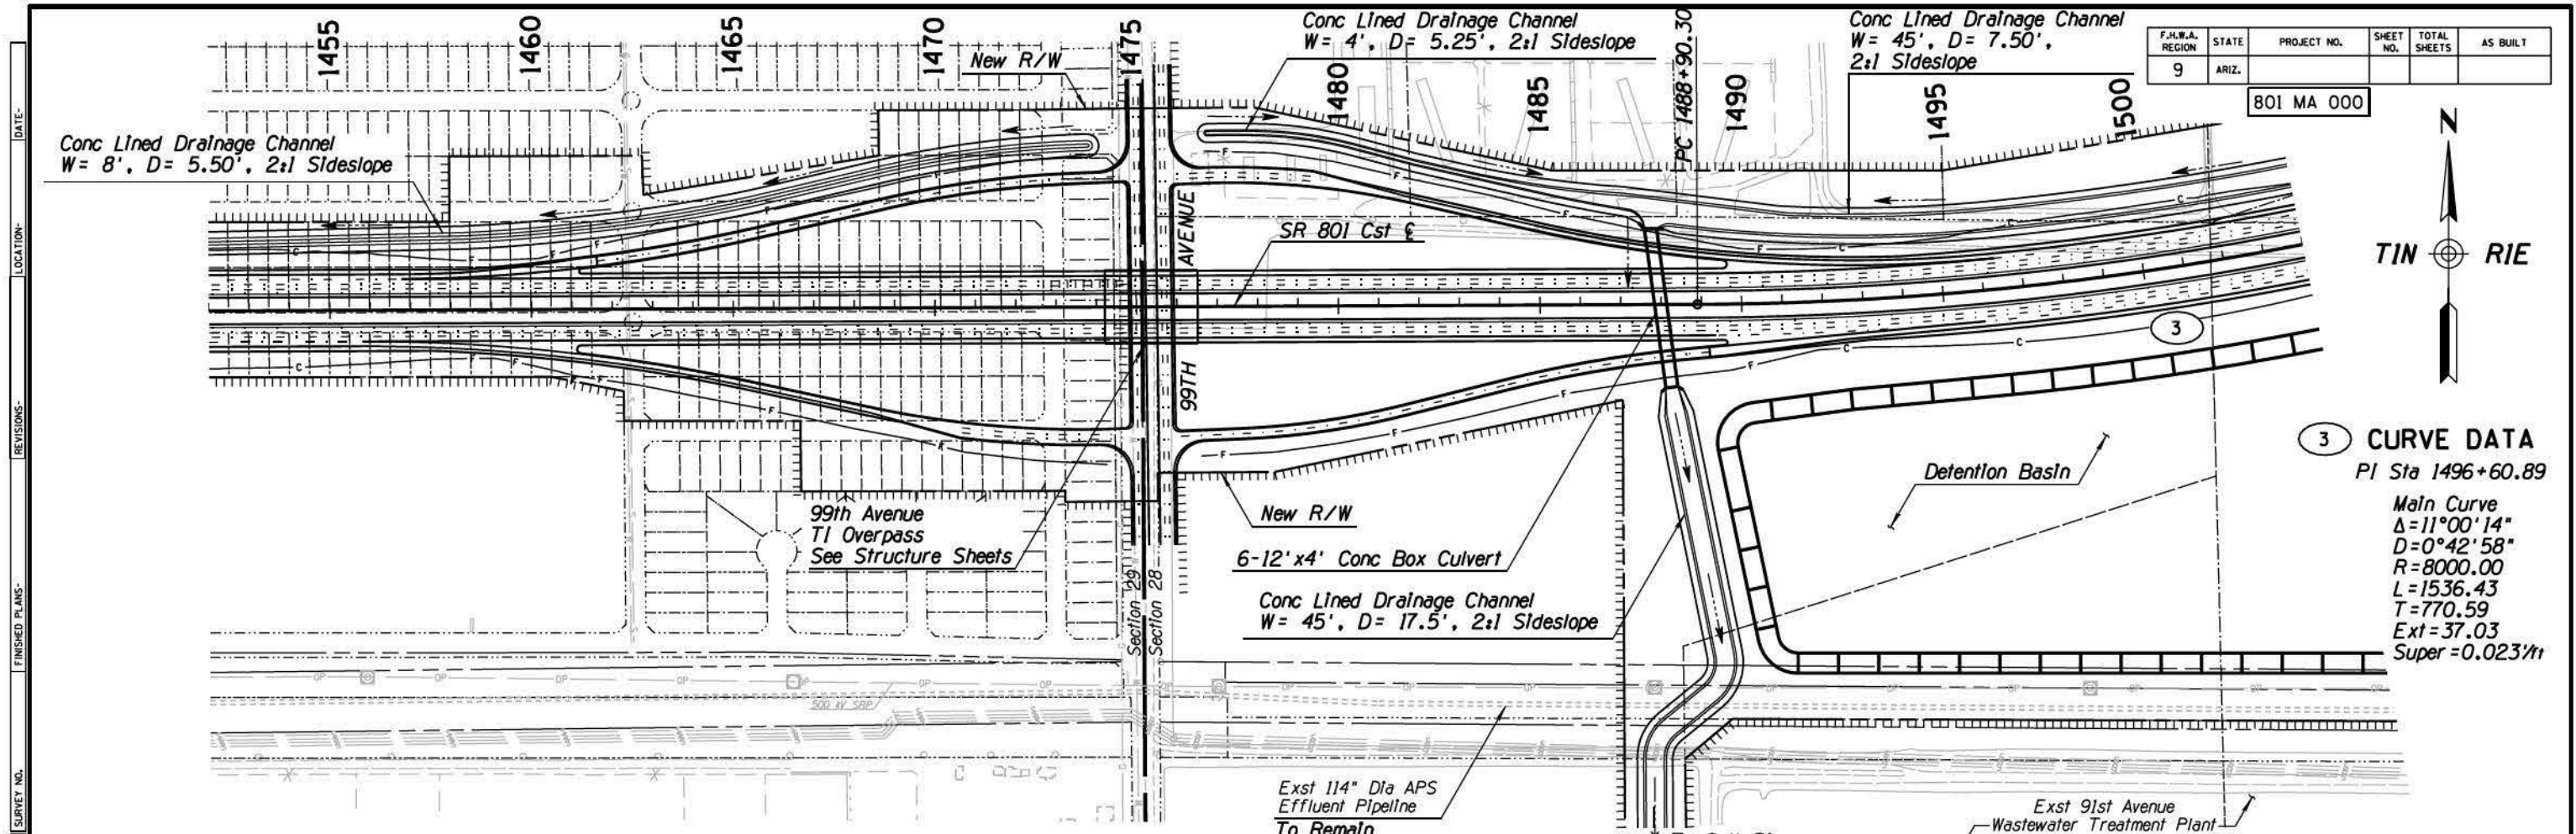 1455
1460
1465
1470
1475
1480
1485
1490
1495
1500
PC 1488+90.30
New R/W
Conc Lined Drainage Channel
W= 4', D= 5.25', 2:1 Sideslope
Conc Lined Drainage Channel
W= 45', D= 7.50',
2:1 Sideslope
F.H.W.A. REGION STATE PROJECT NO. SHEET NO. TOTAL SHEETS AS BUILT
9 ARIZ.
801 MA 000
Conc Lined Drainage Channel
W= 8', D= 5.50', 2:1 Sideslope
N
T1N R1E
SR 801 Cst ℄
99TH AVENUE
3
3 CURVE DATA
PI Sta 1496+60.89
Main Curve
Δ=11°00'14"
D=0°42'58"
R=8000.00
L=1536.43
T=770.59
Ext=37.03
Super=0.023'/ft
Detention Basin
99th Avenue
TI Overpass
See Structure Sheets
New R/W
6-12'x4' Conc Box Culvert
Conc Lined Drainage Channel
W= 45', D= 17.5', 2:1 Sideslope
Section 29
Section 28
500 kV SRP
Exst 114" Dia APS
Effluent Pipeline
To Remain
Exst 91st Avenue
Wastewater Treatment Plant
DATE-
LOCATION-
REVISIONS-
FINISHED PLANS-
SURVEY NO.